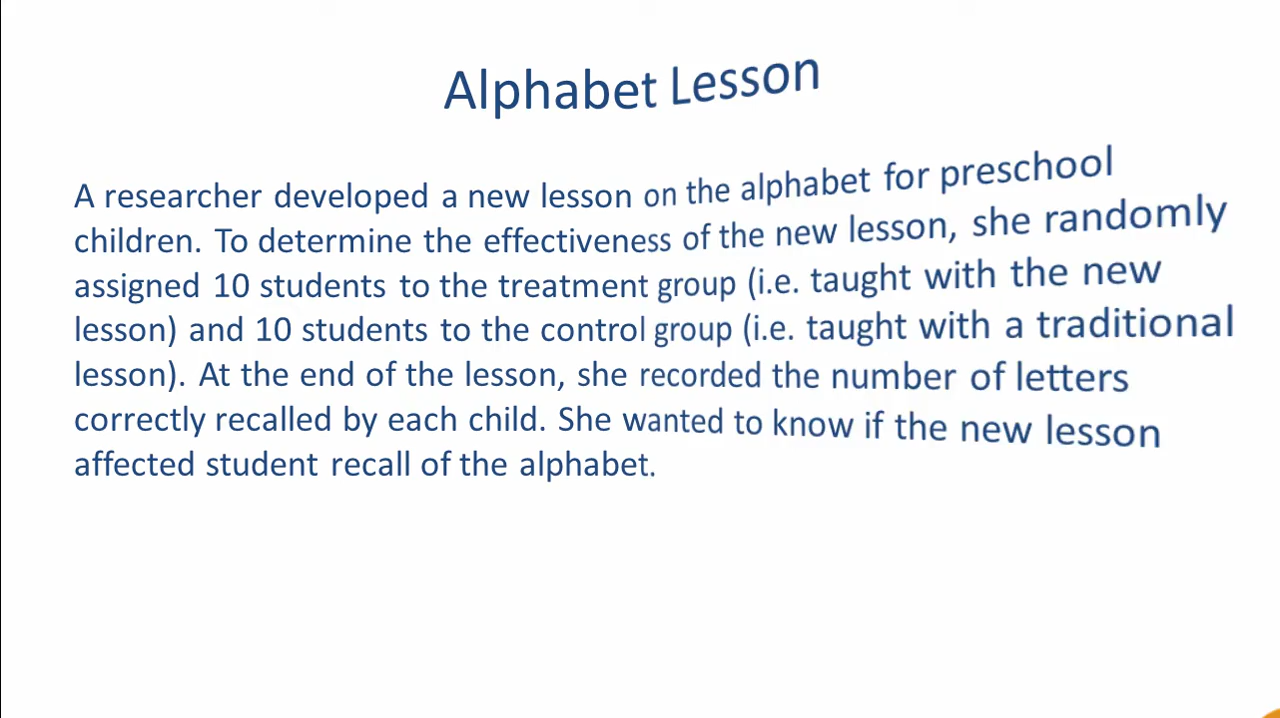 Alphabet Lesson
A researcher developed a new lesson on the alphabet for preschool
children. To determine the effectiveness of the new lesson, she randomly
assigned 10 students to the treatment group (i.e. taught with the new
lesson) and 10 students to the control group (i.e. taught with a traditional
lesson). At the end of the lesson, she recorded the number of letters
correctly recalled by each child. She wanted to know if the new lesson
affected student recall of the alphabet.